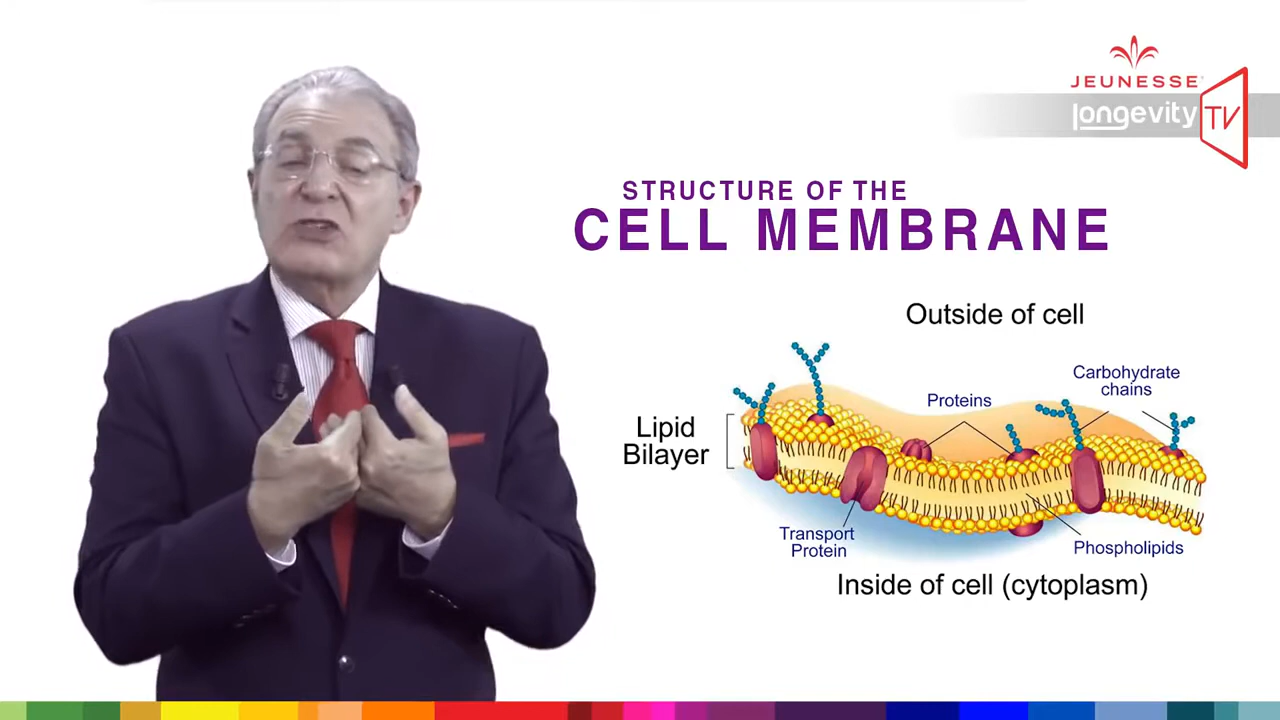 JEUNESSE
longevity TV
STRUCTURE OF THE
CELL MEMBRANE
Outside of cell
Carbohydrate
chains
Proteins
Lipid
Bilayer
Transport
Protein
Phospholipids
Inside of cell (cytoplasm)